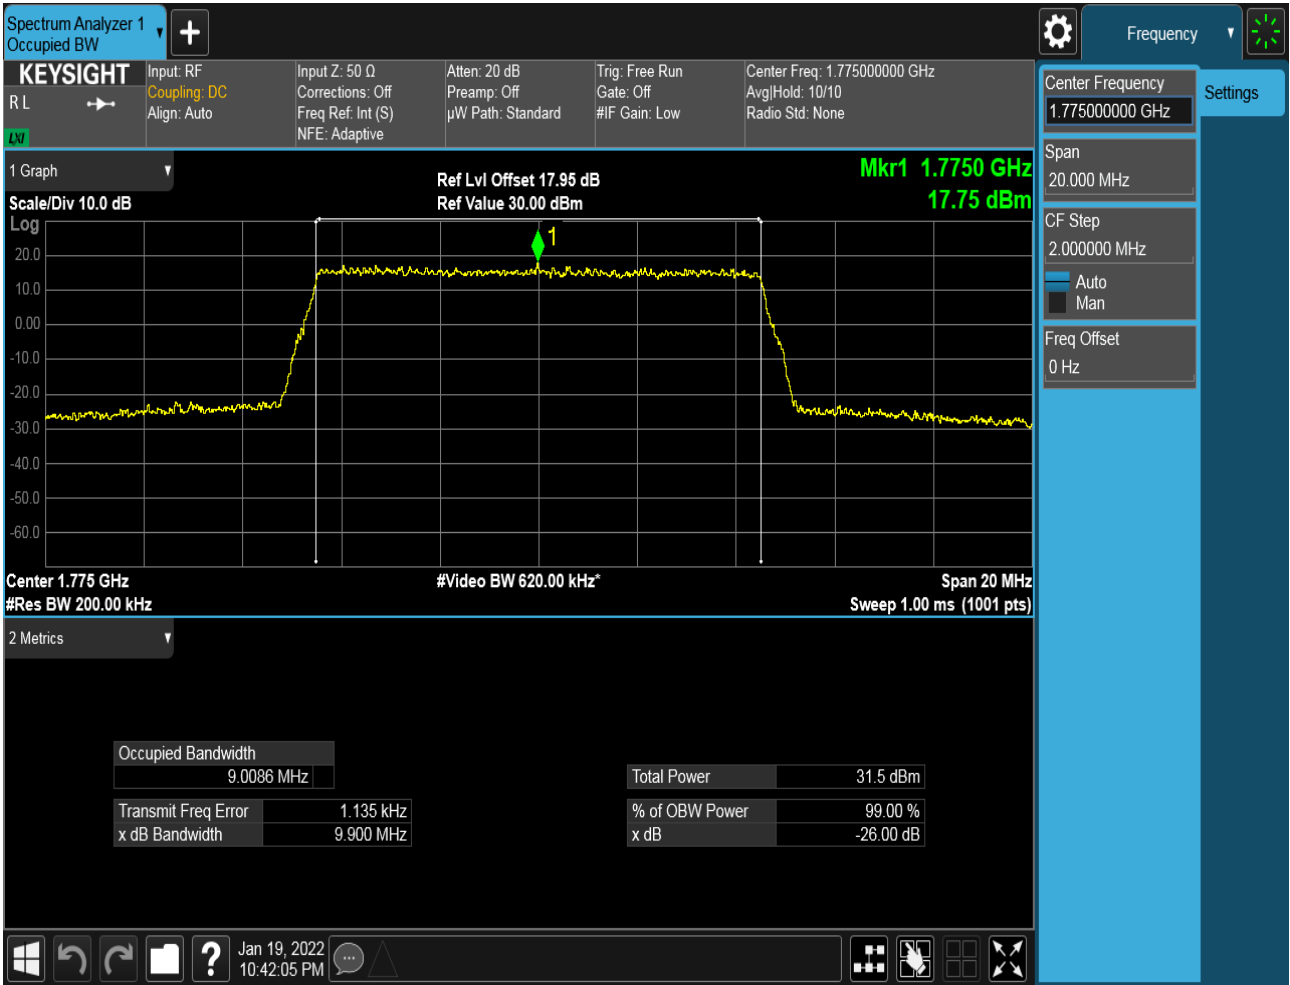 Spectrum Analyzer 1
Occupied BW
Frequency
KEYSIGHT
R L
LXI
Input: RF
Coupling: DC
Align: Auto
Input Z: 50 Ω
Corrections: Off
Freq Ref: Int (S)
NFE: Adaptive
Atten: 20 dB
Preamp: Off
µW Path: Standard
Trig: Free Run
Gate: Off
#IF Gain: Low
Center Freq: 1.775000000 GHz
Avg|Hold: 10/10
Radio Std: None
Center Frequency
1.775000000 GHz
Settings
Span
20.000 MHz
CF Step
2.000000 MHz
Auto
Man
Freq Offset
0 Hz
1 Graph
Scale/Div 10.0 dB
Log
Ref Lvl Offset 17.95 dB
Ref Value 30.00 dBm
Mkr1 1.7750 GHz
17.75 dBm
1
20.0
10.0
0.00
-10.0
-20.0
-30.0
-40.0
-50.0
-60.0
Center 1.775 GHz
#Res BW 200.00 kHz
#Video BW 620.00 kHz*
Span 20 MHz
Sweep 1.00 ms (1001 pts)
2 Metrics
Occupied Bandwidth
9.0086 MHz
Total Power 31.5 dBm
Transmit Freq Error 1.135 kHz
% of OBW Power 99.00 %
x dB Bandwidth 9.900 MHz
x dB -26.00 dB
?
Jan 19, 2022
10:42:05 PM